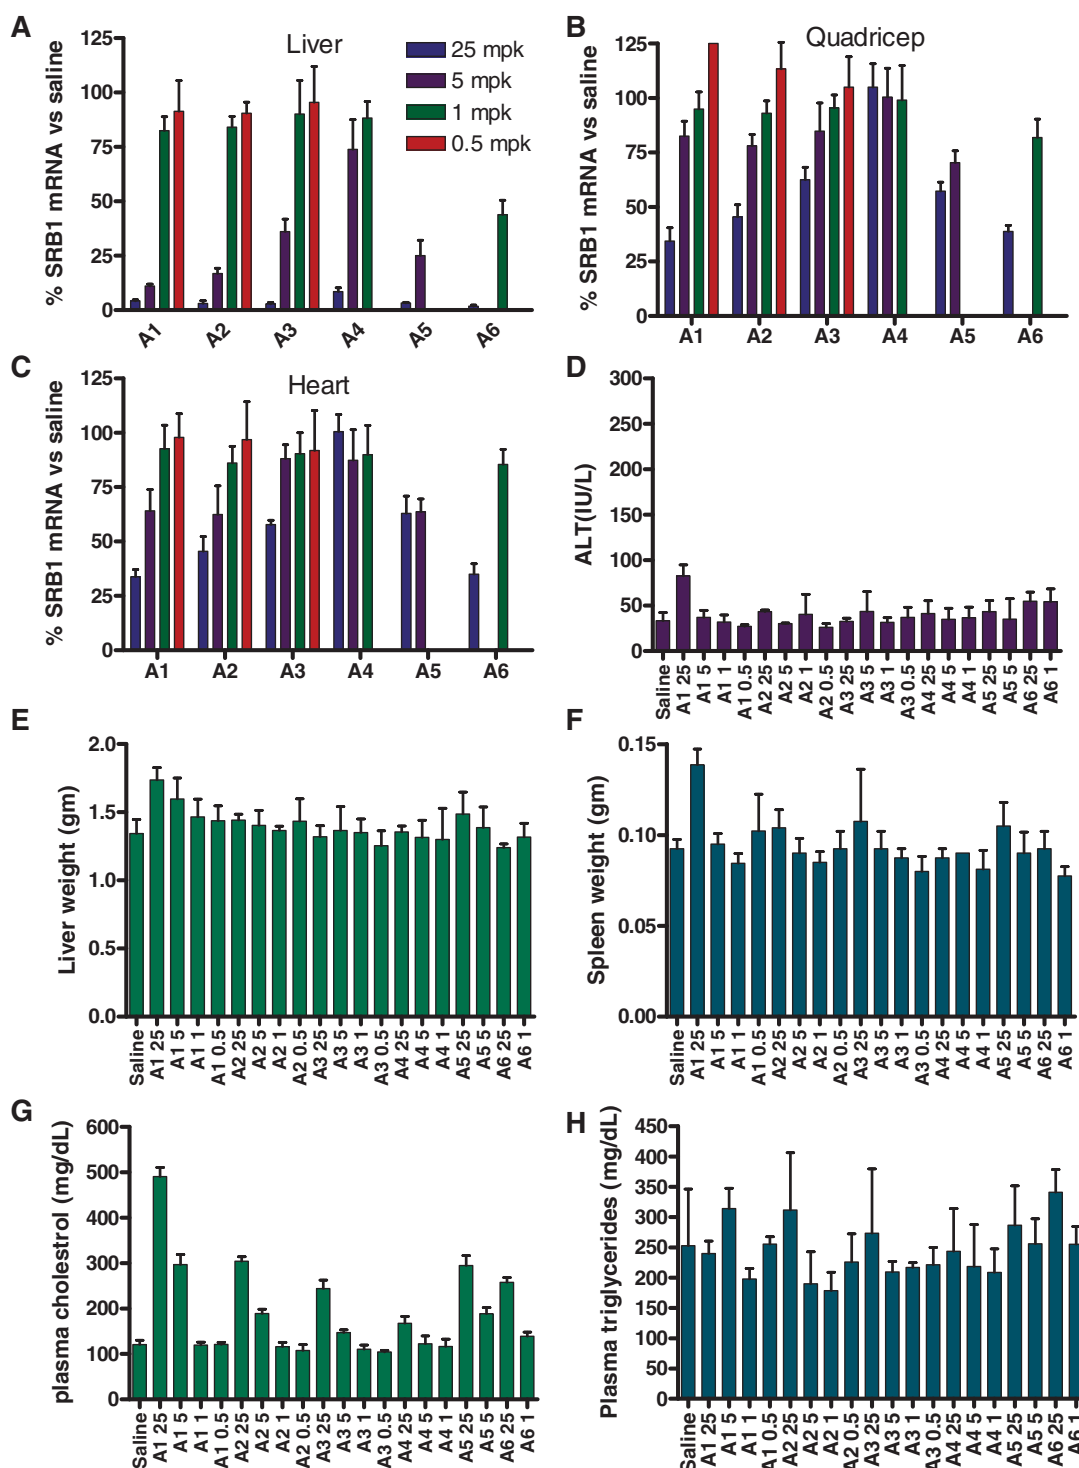 A
Liver
% SRB1 mRNA vs saline
125
100
75
50
25
0
25 mpk
5 mpk
1 mpk
0.5 mpk
A1 A2 A3 A4 A5 A6
B
Quadricep
% SRB1 mRNA vs saline
125
100
75
50
25
0
A1 A2 A3 A4 A5 A6
C
Heart
% SRB1 mRNA vs saline
125
100
75
50
25
0
A1 A2 A3 A4 A5 A6
D
ALT(IU/L)
300
250
200
150
100
50
0
Saline
A1 25
A1 5
A1 1
A1 0.5
A2 25
A2 5
A2 1
A2 0.5
A3 25
A3 5
A3 1
A3 0.5
A4 25
A4 5
A4 1
A5 25
A5 5
A6 25
A6 1
E
Liver weight (gm)
2.0
1.5
1.0
0.5
0.0
Saline
A1 25
A1 5
A1 1
A1 0.5
A2 25
A2 5
A2 1
A2 0.5
A3 25
A3 5
A3 1
A3 0.5
A4 25
A4 5
A4 1
A5 25
A5 5
A6 25
A6 1
F
Spleen weight (gm)
0.15
0.10
0.05
0.00
Saline
A1 25
A1 5
A1 1
A1 0.5
A2 25
A2 5
A2 1
A2 0.5
A3 25
A3 5
A3 1
A3 0.5
A4 25
A4 5
A4 1
A5 25
A5 5
A6 25
A6 1
G
plasma cholestrol (mg/dL)
600
500
400
300
200
100
0
Saline
A1 25
A1 5
A1 1
A1 0.5
A2 25
A2 5
A2 1
A2 0.5
A3 25
A3 5
A3 1
A3 0.5
A4 25
A4 5
A4 1
A5 25
A5 5
A6 25
A6 1
H
Plasma triglycerides (mg/dL)
450
400
350
300
250
200
150
100
50
0
Saline
A1 25
A1 5
A1 1
A1 0.5
A2 25
A2 5
A2 1
A2 0.5
A3 25
A3 5
A3 1
A3 0.5
A4 25
A4 5
A4 1
A5 25
A5 5
A6 25
A6 1